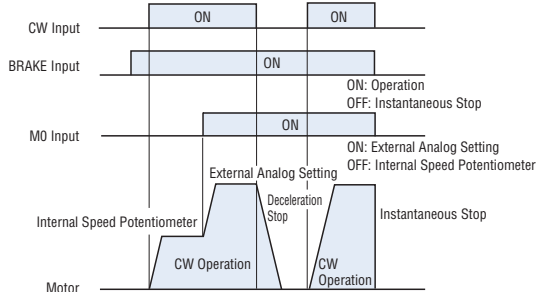 ON
ON
CW Input
BRAKE Input
ON
ON: Operation
OFF: Instantaneous Stop
M0 Input
ON
ON: External Analog Setting
OFF: Internal Speed Potentiometer
External Analog Setting
Deceleration
Stop
Internal Speed Potentiometer
Instantaneous Stop
CW Operation
CW
Operation
Motor